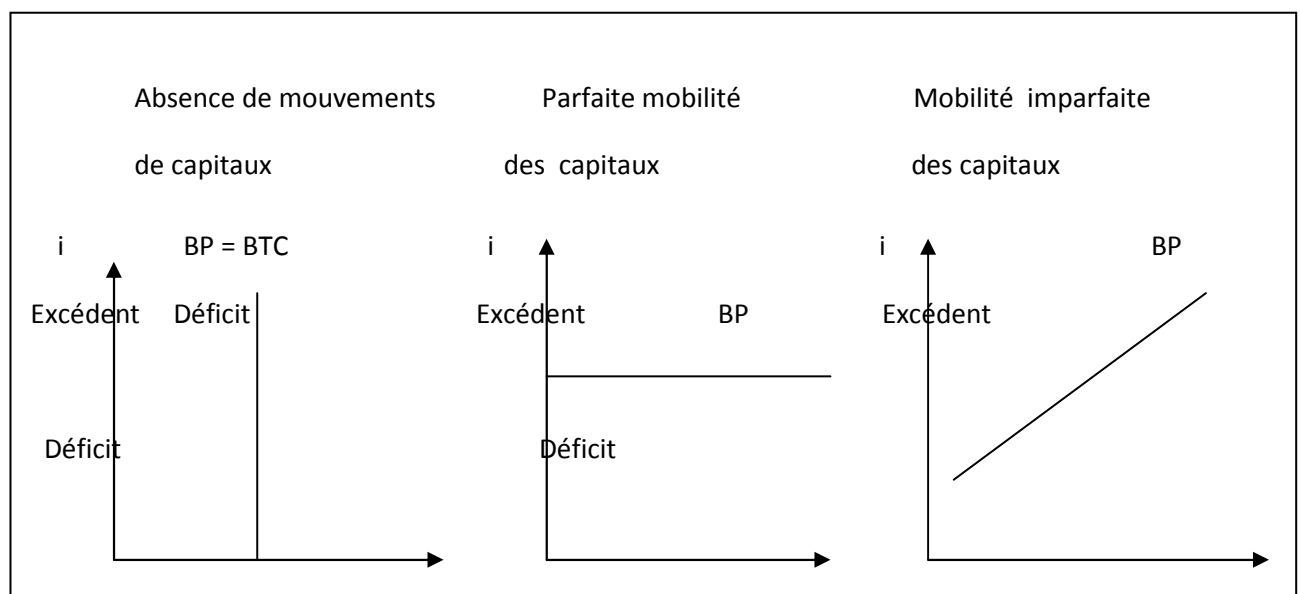 Absence de mouvements Parfaite mobilité Mobilité imparfaite
de capitaux des capitaux des capitaux
i BP = BTC i i BP
Excédent Déficit Excédent BP Excédent
Déficit Déficit